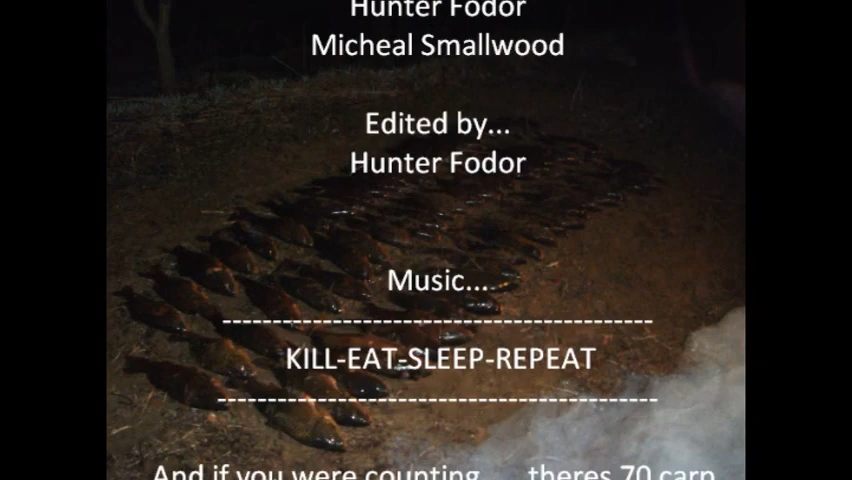 Hunter Fodor
Micheal Smallwood
Edited by...
Hunter Fodor
Music...
-------------------------------------------
KILL-EAT-SLEEP-REPEAT
--------------------------------------------
And if you were counting..... theres 70 carp